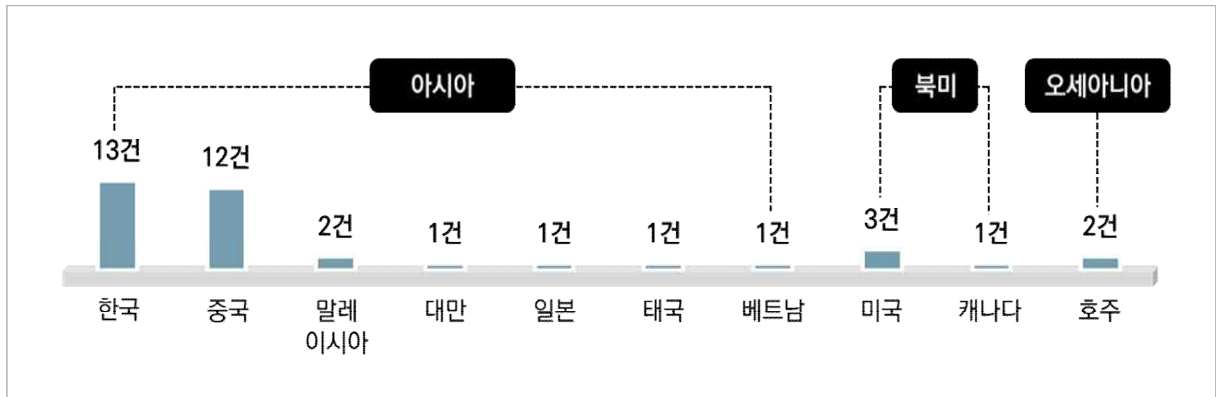 아시아
북미
오세아니아
13건
12건
2건
1건
1건
1건
1건
3건
1건
2건
한국
중국
말레
이시아
대만
일본
태국
베트남
미국
캐나다
호주